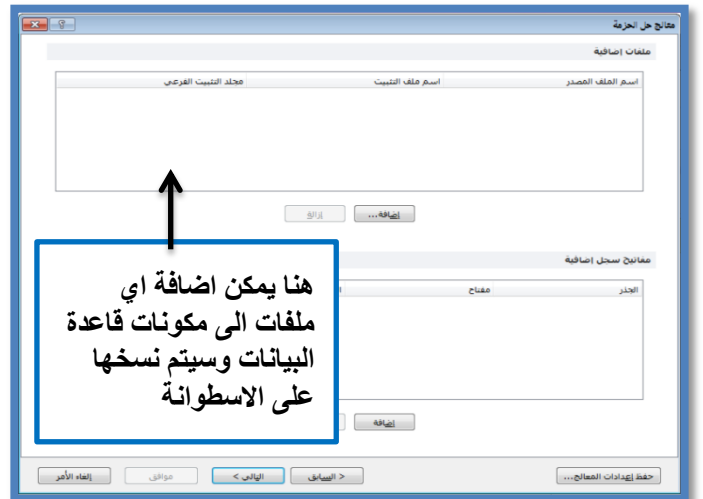 معالج حل الحزمة
ملفات إضافية
اسم الملف المصدر اسم ملف التثبيت مجلد التثبيت الفرعي
إضافة... إزالة
هنا يمكن اضافة اي
ملفات الى مكونات قاعدة
البيانات وسيتم نسخها
على الاسطوانة
مفاتيح سجل إضافية
الجذر مفتاح
إضافة
حفظ إعدادات المعالج... < السابق التالي > موافق إلغاء الأمر